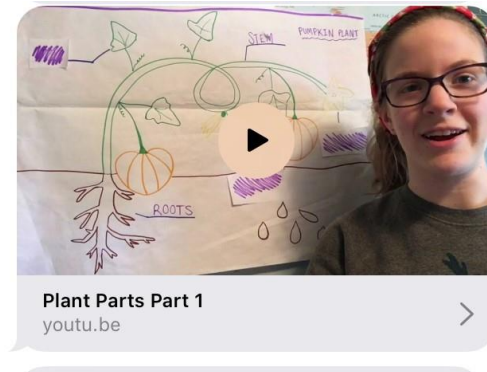 STEM
PUMPKIN PLANT
ROOTS
Plant Parts Part 1
youtu.be